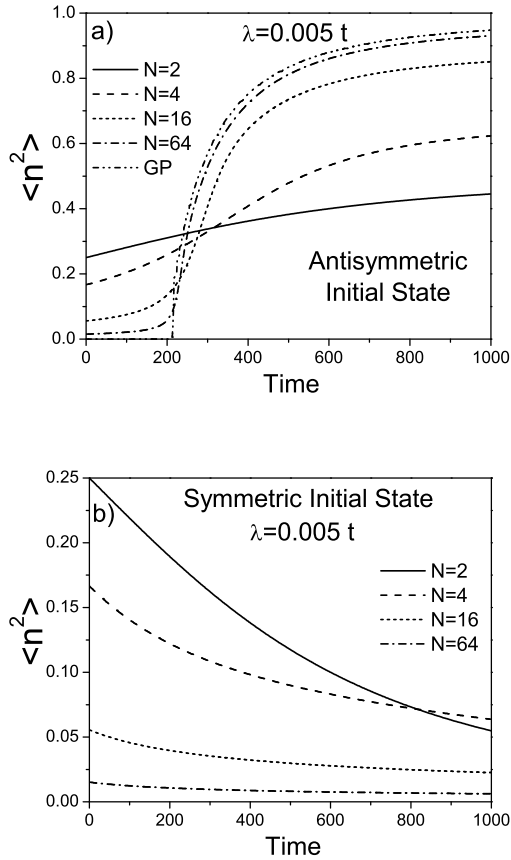 a)
λ=0.005 t
N=2
N=4
N=16
N=64
GP
Antisymmetric
Initial State
<n²>
1.0
0.8
0.6
0.4
0.2
0.0
0 200 400 600 800 1000
Time
b)
Symmetric Initial State
λ=0.005 t
N=2
N=4
N=16
N=64
<n²>
0.25
0.20
0.15
0.10
0.05
0.00
0 200 400 600 800 1000
Time